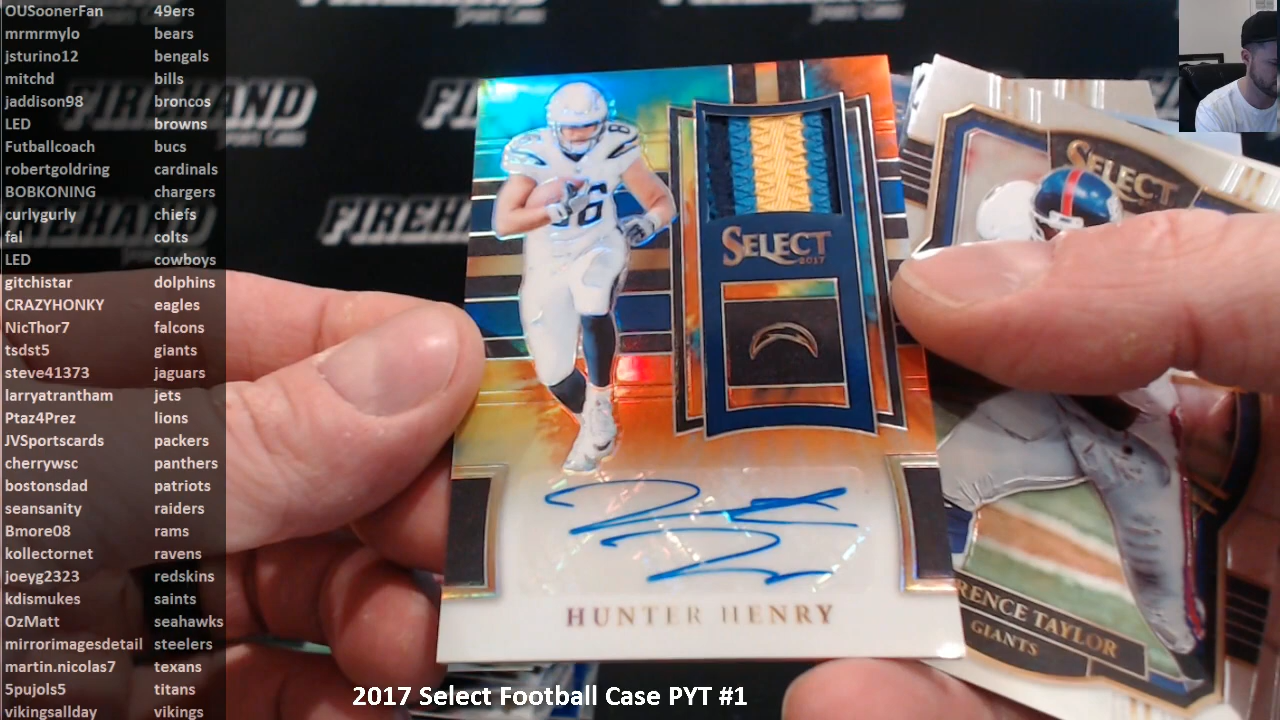 OUSoonerFan 49ers
mrmrmylo bears
jsturino12 bengals
mitchd bills
jaddison98 broncos
LED browns
Futballcoach bucs
robertgoldring cardinals
BOBKONING chargers
curlygurly chiefs
fal colts
LED cowboys
gitchistar dolphins
CRAZYHONKY eagles
NicThor7 falcons
tsdst5 giants
steve41373 jaguars
larryatrantham jets
Ptaz4Prez lions
JVSportscards packers
cherrywsc panthers
bostonsdad patriots
seansanity raiders
Bmore08 rams
kollectornet ravens
joeyg2323 redskins
kdismukes saints
OzMatt seahawks
mirrorimagesdetail steelers
martin.nicolas7 texans
5pujols5 titans
vikingsallday vikings
FIREHAND
FIREHAND
SELECT
2017
86
HUNTER HENRY
SELECT
RENCE TAYLOR
GIANTS
2017 Select Football Case PYT #1